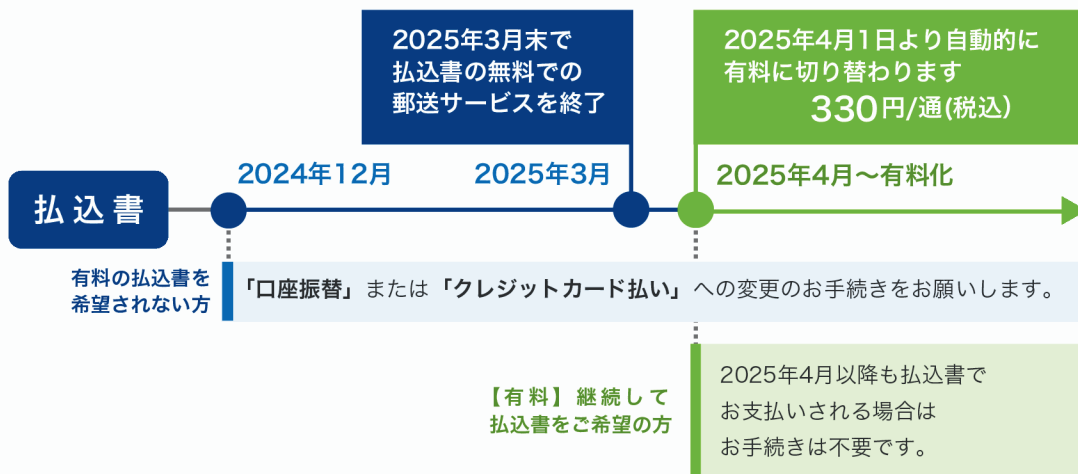 2025年3月末で
払込書の無料での
郵送サービスを終了
2025年4月1日より自動的に
有料に切り替わります
330円/通(税込)
払込書
2024年12月
2025年3月
2025年4月〜有料化
有料の払込書を
希望されない方
「口座振替」または「クレジットカード払い」への変更のお手続きをお願いします。
【有料】継続して
払込書をご希望の方
2025年4月以降も払込書で
お支払いされる場合は
お手続きは不要です。